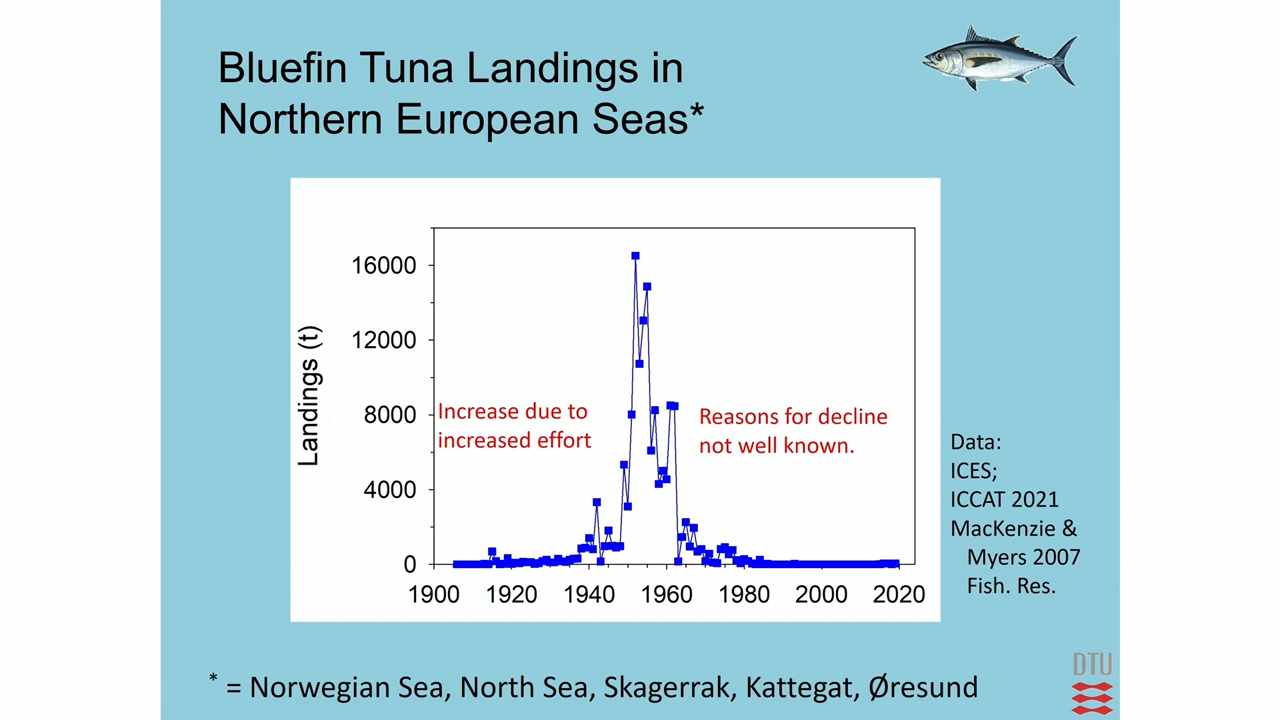 Bluefin Tuna Landings in
Northern European Seas*
Landings (t)
16000
12000
8000
4000
0
1900 1920 1940 1960 1980 2000 2020
Increase due to
increased effort
Reasons for decline
not well known.
Data:
ICES;
ICCAT 2021
MacKenzie &
Myers 2007
Fish. Res.
* = Norwegian Sea, North Sea, Skagerrak, Kattegat, Øresund
DTU